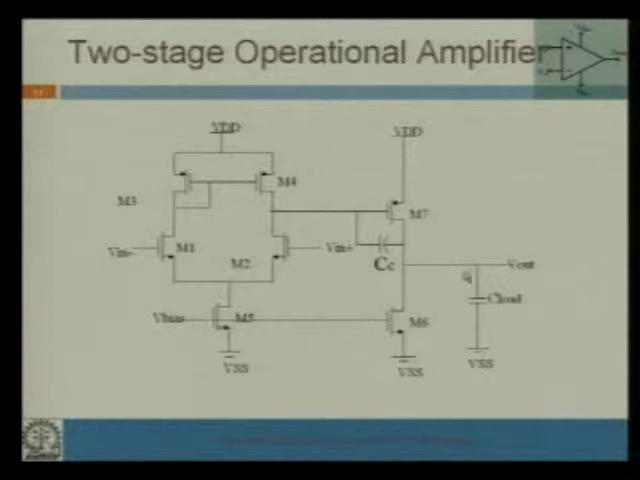 Two-stage Operational Amplifier
VDD
VDD
M4
M3
M7
Vin-
M1
M2
Vin+
Cc
Vout
Cload
Vbias
M5
M6
VSS
VSS
VSS